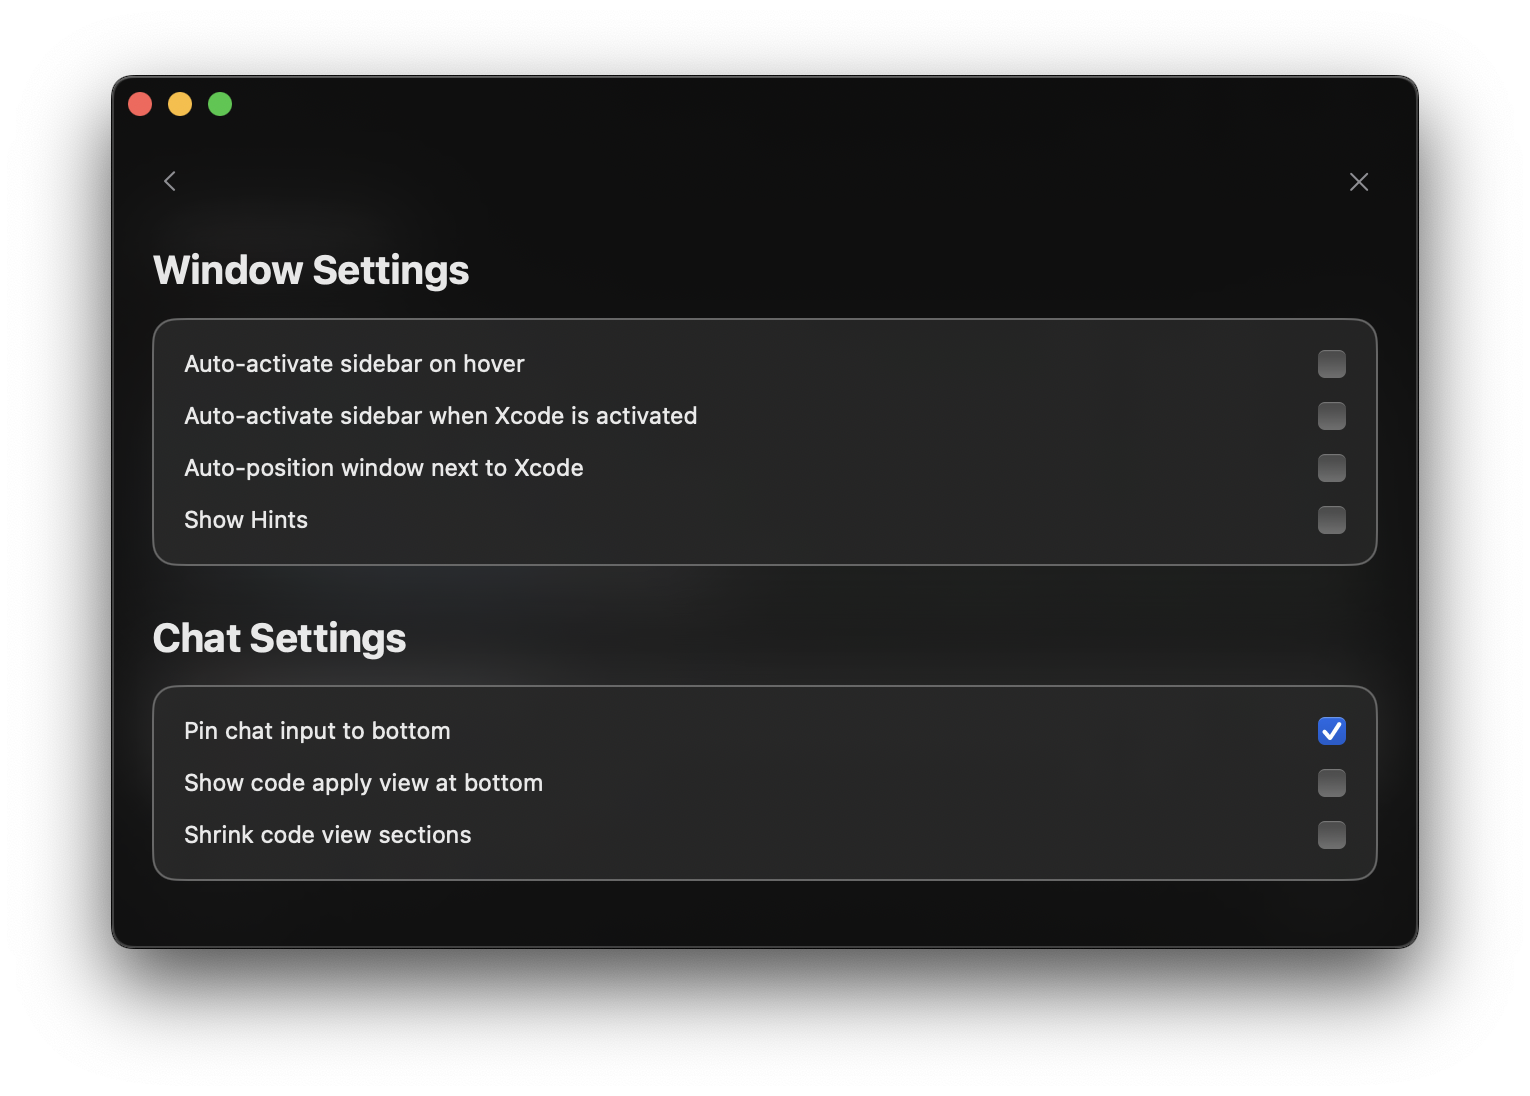 Window Settings
Auto-activate sidebar on hover
Auto-activate sidebar when Xcode is activated
Auto-position window next to Xcode
Show Hints
Chat Settings
Pin chat input to bottom
Show code apply view at bottom
Shrink code view sections